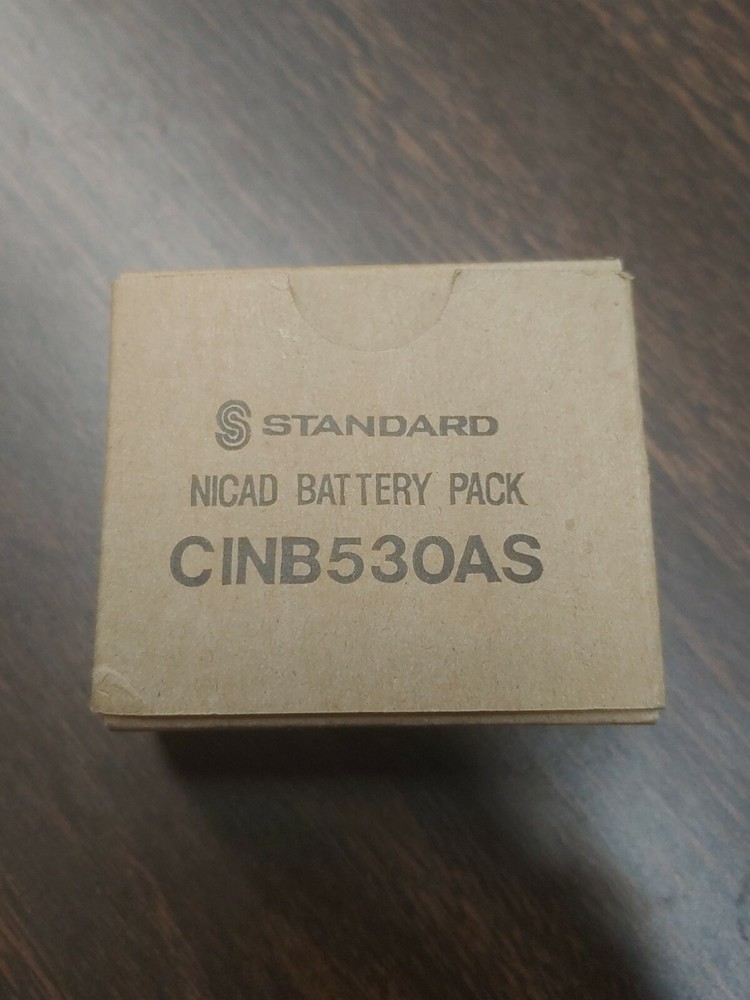 S STANDARD
NICAD BATTERY PACK
CINB530AS